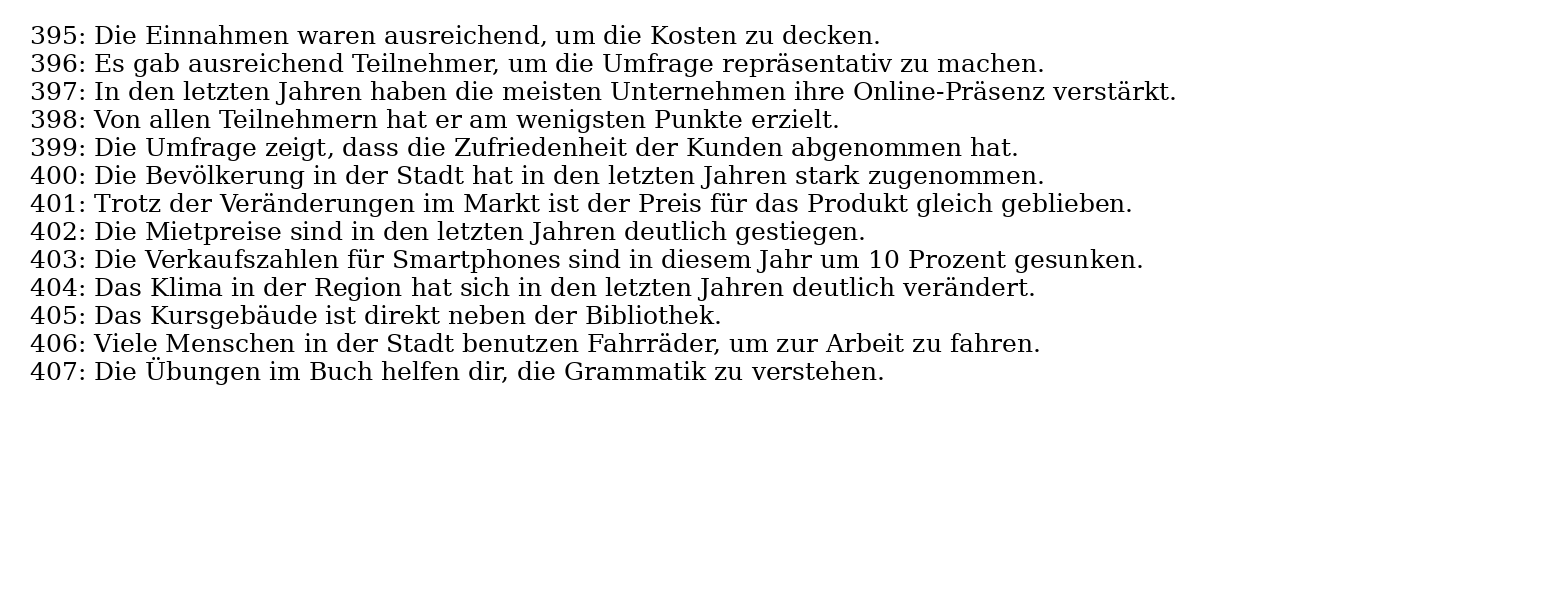 395: Die Einnahmen waren ausreichend, um die Kosten zu decken.
396: Es gab ausreichend Teilnehmer, um die Umfrage repräsentativ zu machen.
397: In den letzten Jahren haben die meisten Unternehmen ihre Online-Präsenz verstärkt.
398: Von allen Teilnehmern hat er am wenigsten Punkte erzielt.
399: Die Umfrage zeigt, dass die Zufriedenheit der Kunden abgenommen hat.
400: Die Bevölkerung in der Stadt hat in den letzten Jahren stark zugenommen.
401: Trotz der Veränderungen im Markt ist der Preis für das Produkt gleich geblieben.
402: Die Mietpreise sind in den letzten Jahren deutlich gestiegen.
403: Die Verkaufszahlen für Smartphones sind in diesem Jahr um 10 Prozent gesunken.
404: Das Klima in der Region hat sich in den letzten Jahren deutlich verändert.
405: Das Kursgebäude ist direkt neben der Bibliothek.
406: Viele Menschen in der Stadt benutzen Fahrräder, um zur Arbeit zu fahren.
407: Die Übungen im Buch helfen dir, die Grammatik zu verstehen.